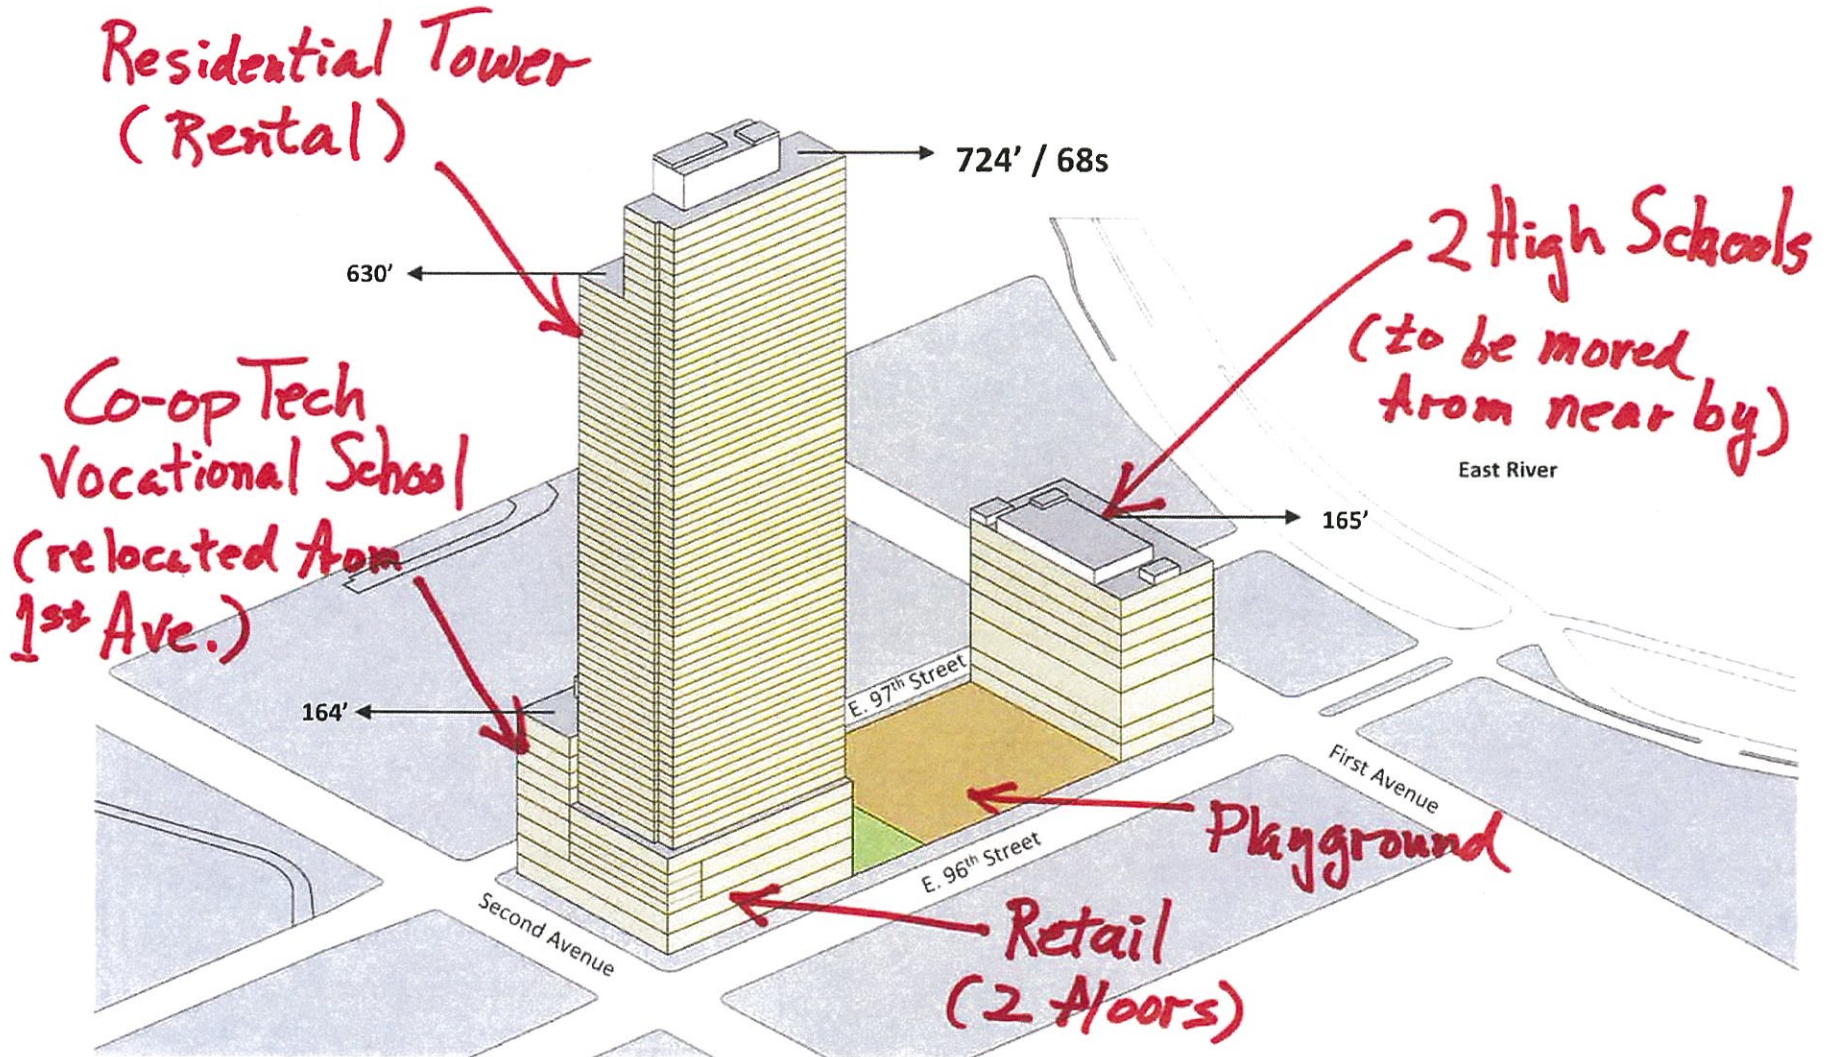 Residential Tower
(Rental)
724' / 68s
2 High Schools
(to be moved
from near by)
630'
Co-op Tech
Vocational School
(relocated from
1st Ave.)
East River
165'
164'
E. 97th Street
First Avenue
Playground
E. 96th Street
Second Avenue
Retail
(2 floors)